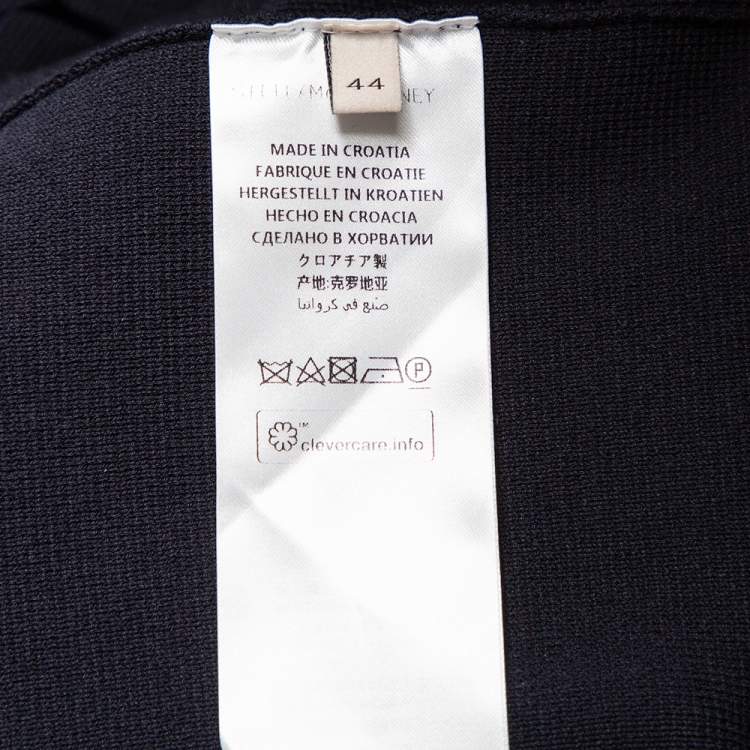 44
MADE IN CROATIA
FABRIQUE EN CROATIE
HERGESTELLT IN KROATIEN
HECHO EN CROACIA
СДЕЛАНО В ХОРВАТИИ
クロアチア製
产地:克罗地亚
صنع في كرواتيا
P
™
clevercare.info